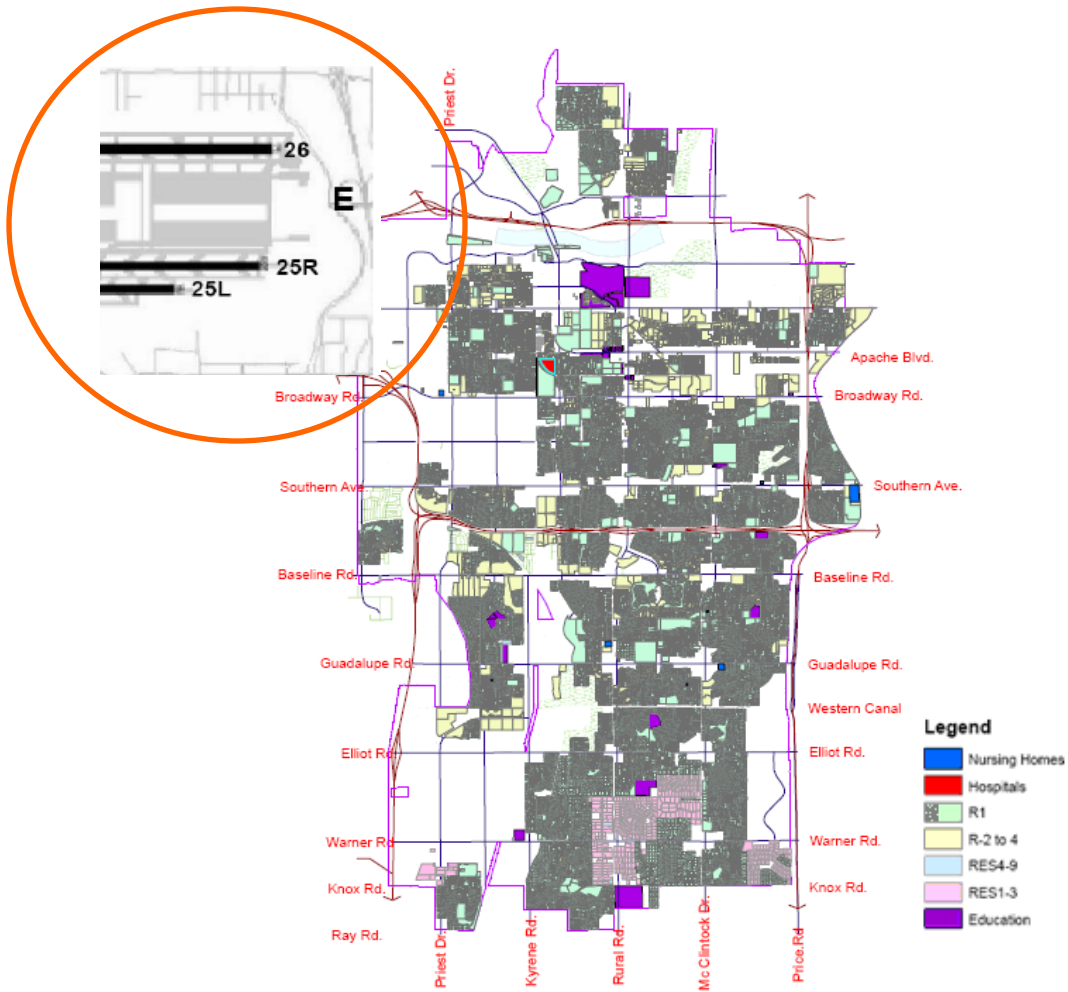 Priest Dr.
26
E
25R
25L
Apache Blvd.
Broadway Rd.
Broadway Rd.
Southern Ave.
Southern Ave.
Baseline Rd.
Baseline Rd.
Guadalupe Rd.
Guadalupe Rd.
Western Canal
Elliot Rd.
Elliot Rd.
Warner Rd.
Warner Rd.
Knox Rd.
Knox Rd.
Ray Rd.
Priest Dr.
Kyrene Rd.
Rural Rd.
Mc Clintock Dr.
Price.Rd
Legend
Nursing Homes
Hospitals
R1
R-2 to 4
RES4-9
RES1-3
Education